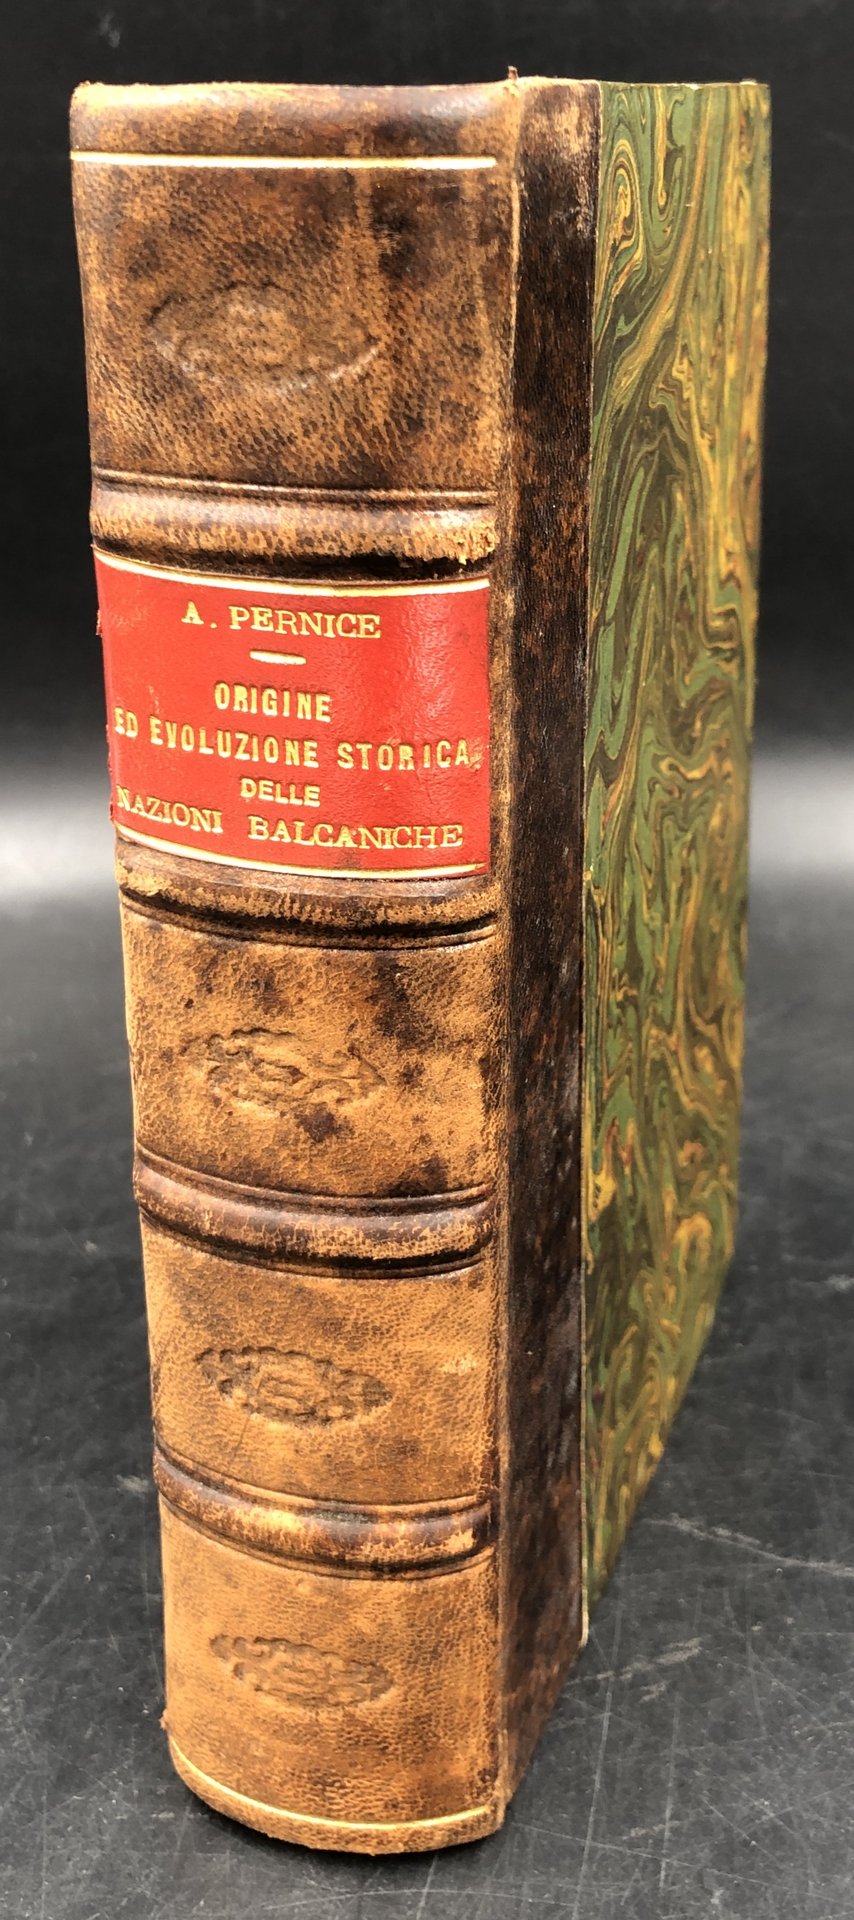 A. PERNICE
ORIGINE
ED EVOLUZIONE STORICA
DELLE
NAZIONI BALCANICHE